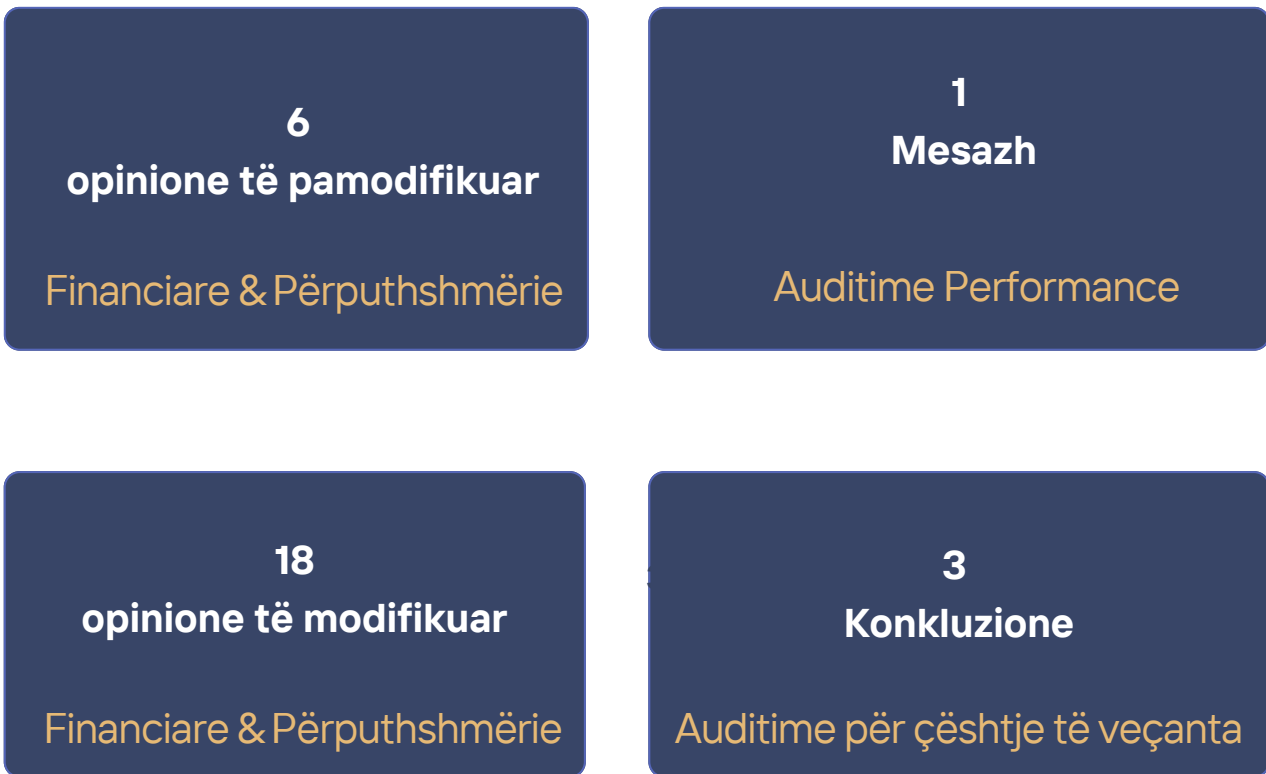 6
opinione të pamodifikuar
Financiare & Përputhshmërie
1
Mesazh
Auditime Performance
18
opinione të modifikuar
Financiare & Përputhshmërie
3
Konkluzione
Auditime për çështje të veçanta